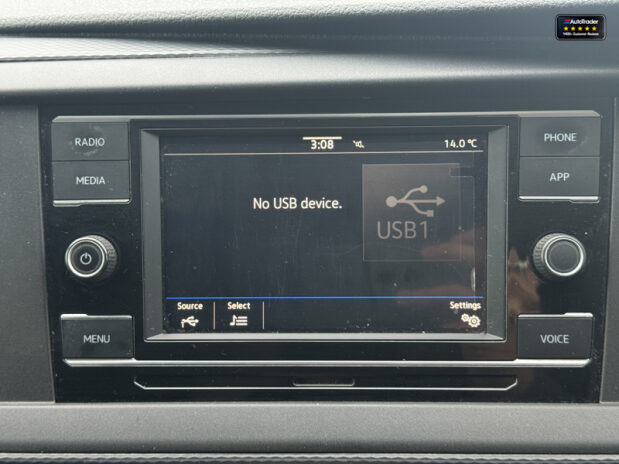 AutoTrader
RADIO
MEDIA
MENU
3:08
14.0 °C
No USB device.
USB1
Source
Select
Settings
PHONE
APP
VOICE